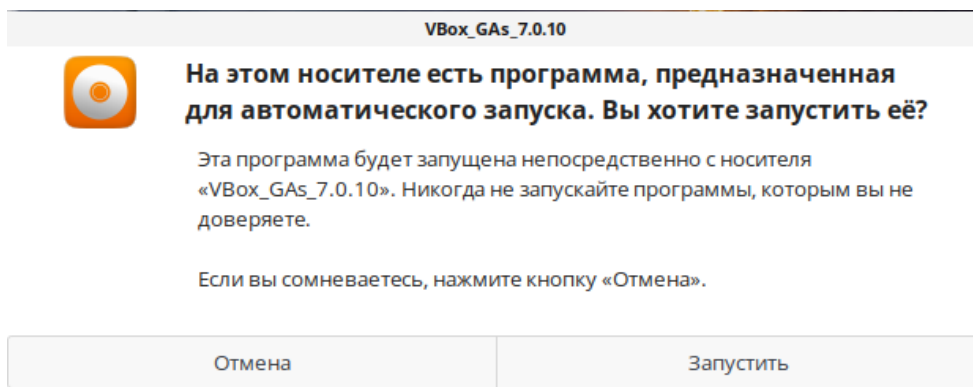 VBox_GAs_7.0.10
На этом носителе есть программа, предназначенная
для автоматического запуска. Вы хотите запустить её?
Эта программа будет запущена непосредственно с носителя
«VBox_GAs_7.0.10». Никогда не запускайте программы, которым вы не
доверяете.
Если вы сомневаетесь, нажмите кнопку «Отмена».
Отмена
Запустить